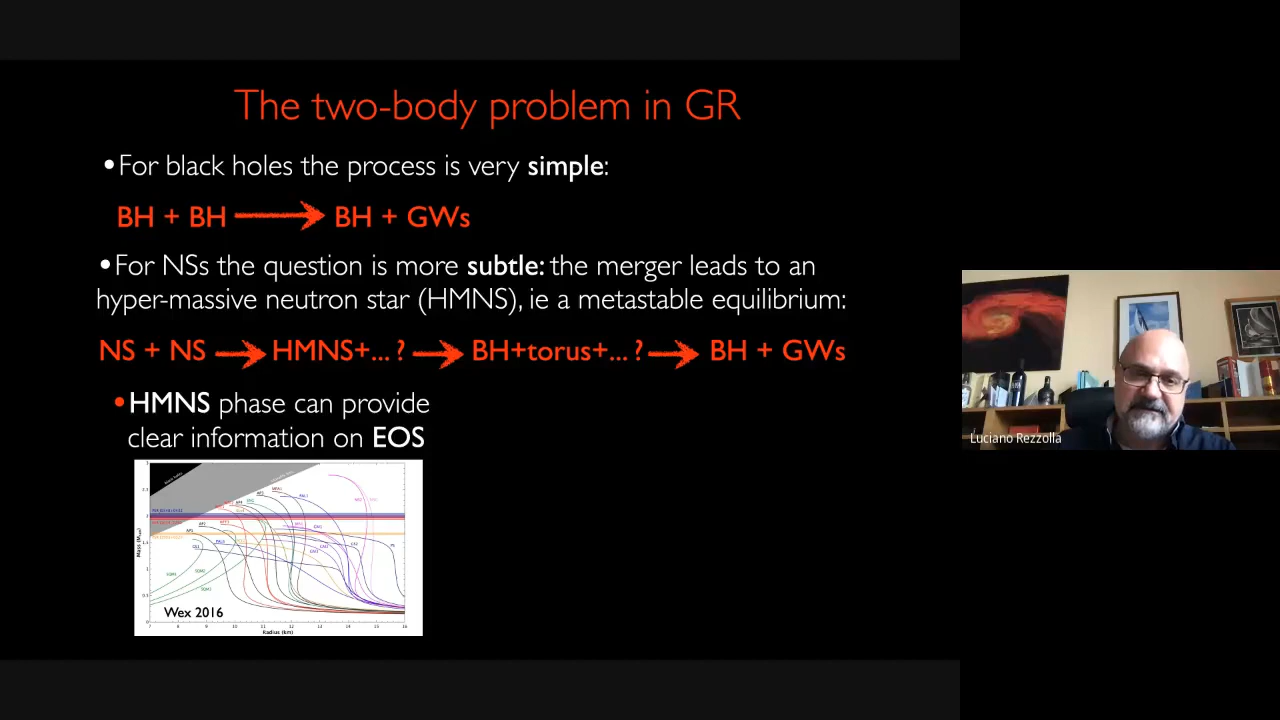 The two-body problem in GR
•For black holes the process is very simple:
BH + BH → BH + GWs
•For NSs the question is more subtle: the merger leads to an
hyper-massive neutron star (HMNS), ie a metastable equilibrium:
NS + NS → HMNS+... ? → BH+torus+... ? → BH + GWs
•HMNS phase can provide
clear information on EOS
Wex 2016
Radius (km)
Luciano Rezzolla